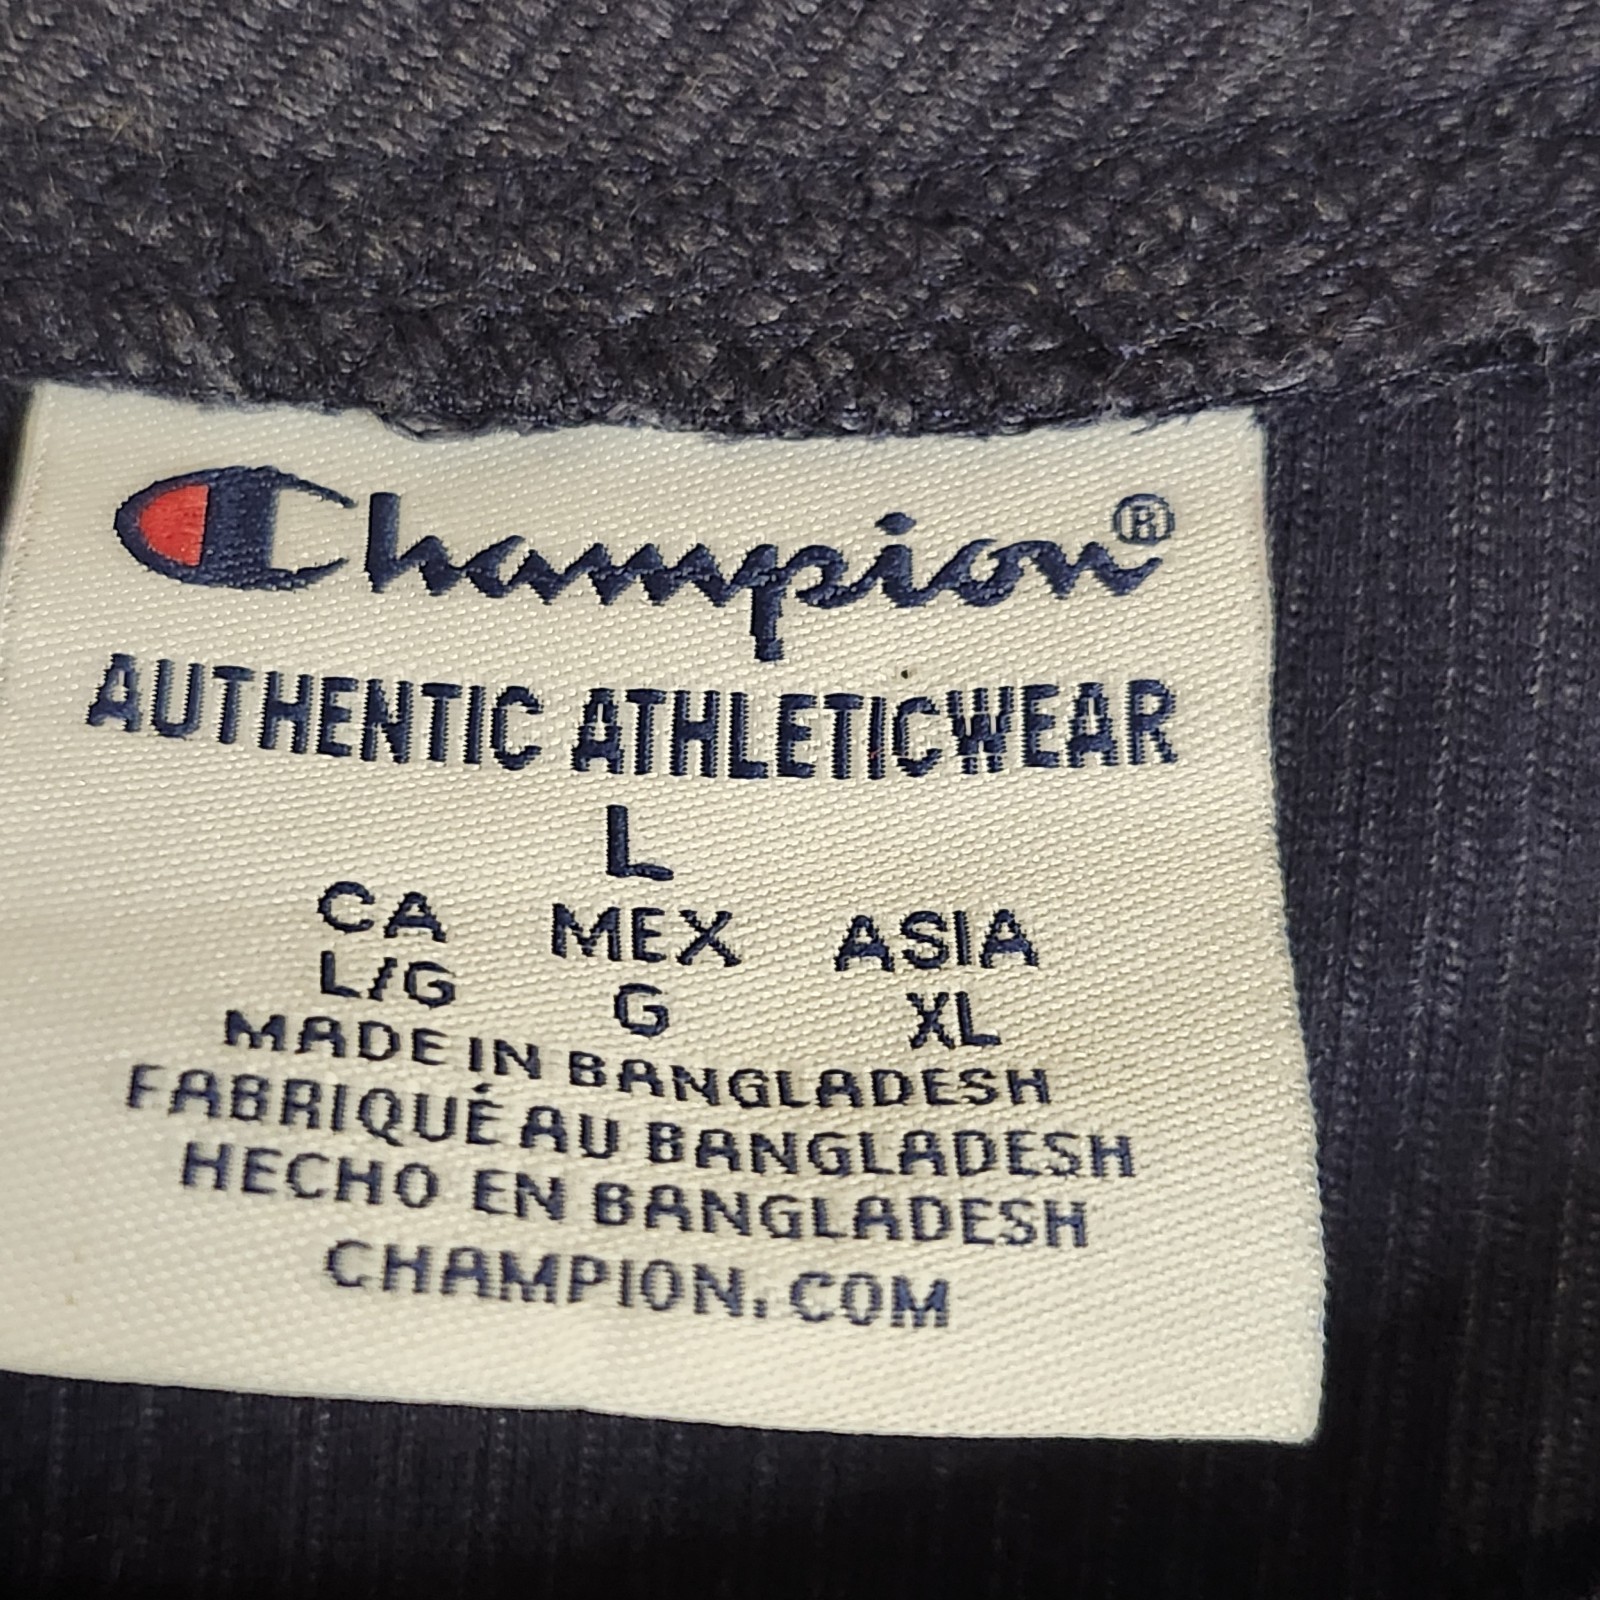 Champion®
AUTHENTIC ATHLETICWEAR
L
CA MEX ASIA
L/G G XL
MADE IN BANGLADESH
FABRIQUÉ AU BANGLADESH
HECHO EN BANGLADESH
CHAMPION.COM